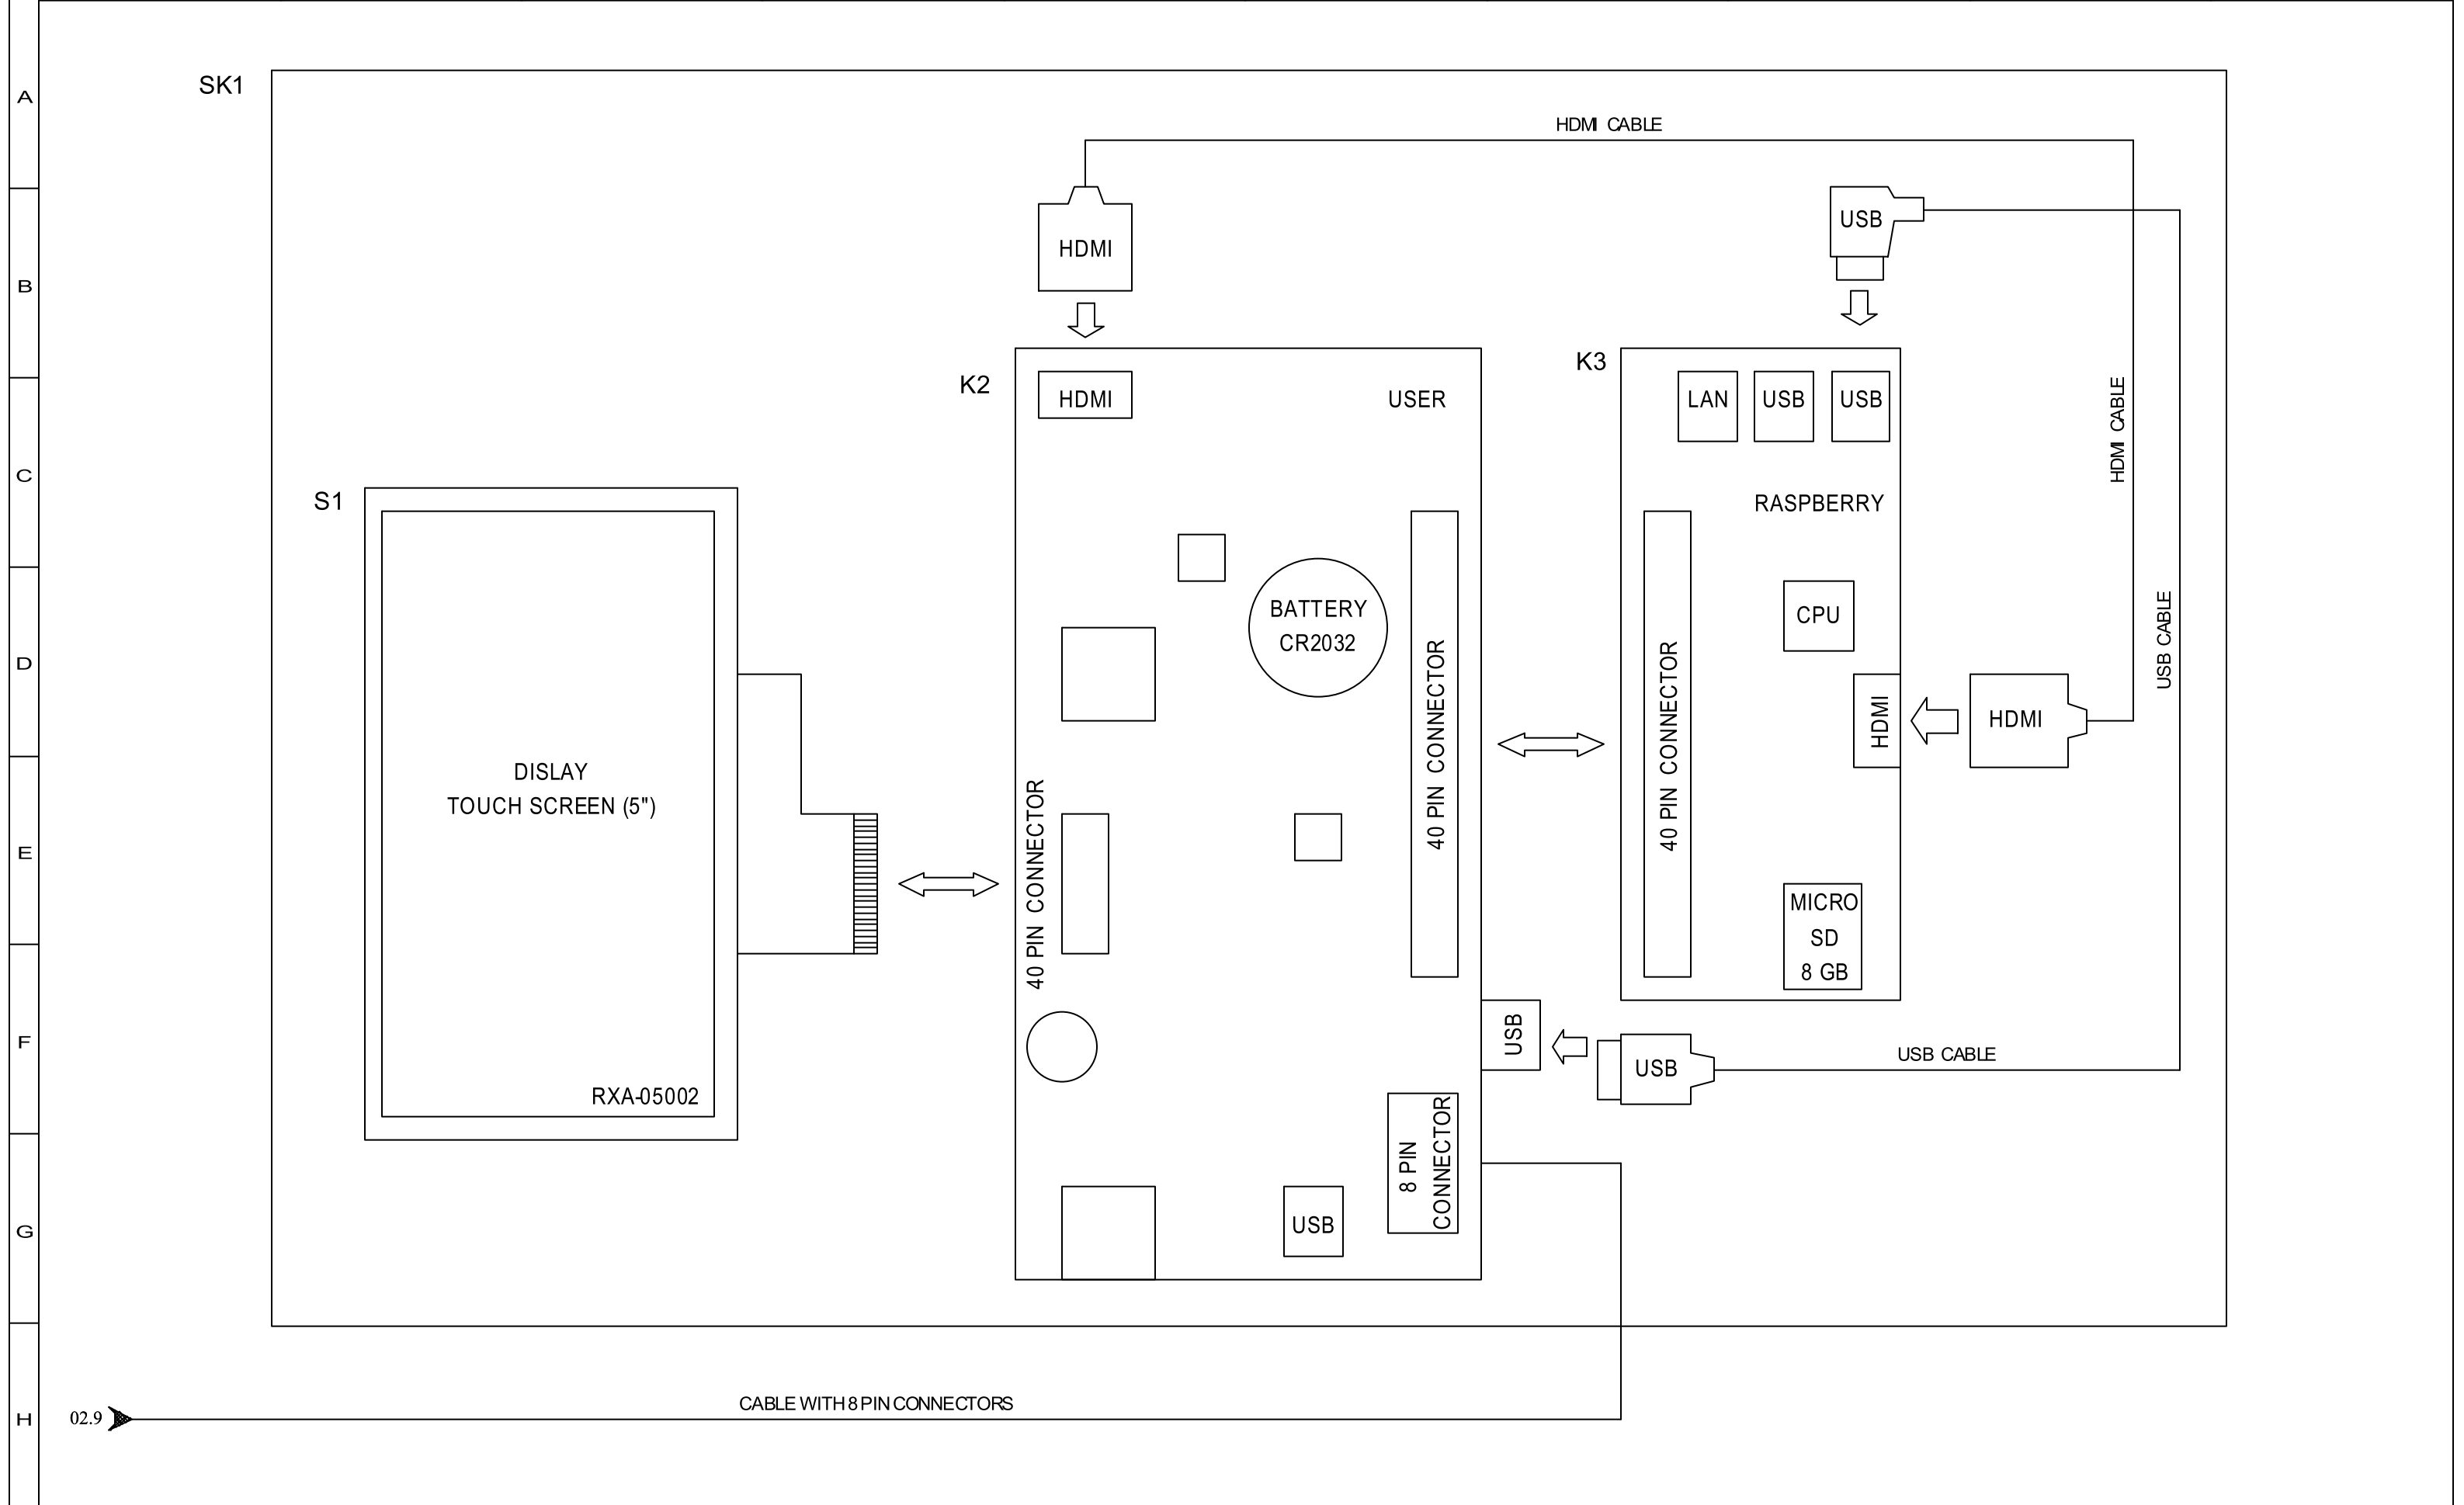 A
B
C
D
E
F
G
H
SK1
HDMI CABLE
HDMI
USB
K2
HDMI
USER
K3
LAN
USB
USB
HDMI CABLE
S1
RASPBERRY
BATTERY
CR2032
CPU
USB CABLE
40 PIN CONNECTOR
40 PIN CONNECTOR
HDMI
HDMI
DISLAY
TOUCH SCREEN (5")
40 PIN CONNECTOR
MICRO
SD
8 GB
USB
USB
USB CABLE
RXA-05002
8 PIN
CONNECTOR
USB
CABLE WITH 8 PIN CONNECTORS
02.9